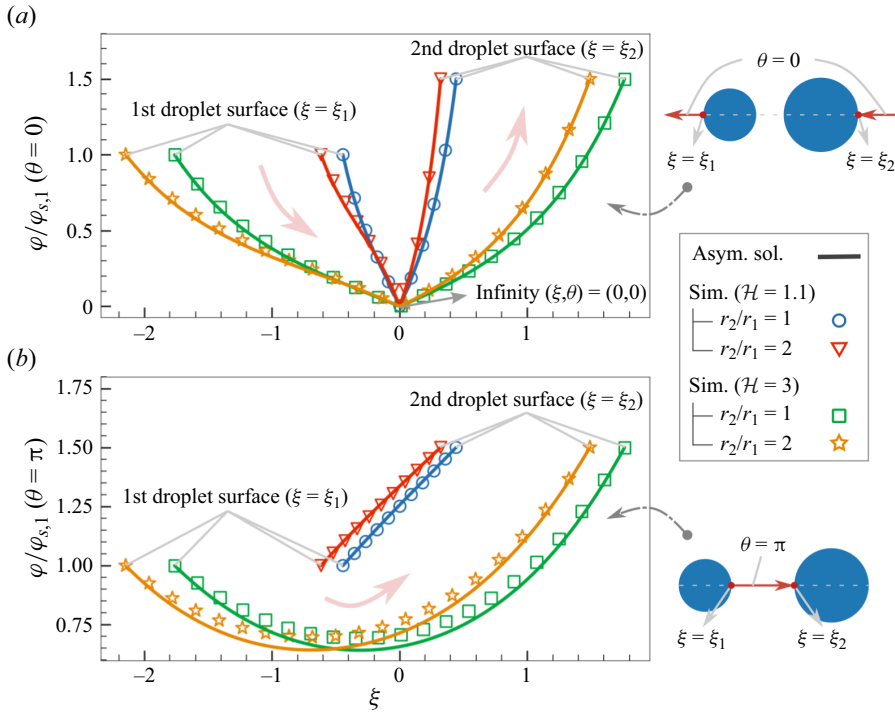 (a)
φ/φs,1 (θ = 0)
1.5
1.0
0.5
0
1st droplet surface (ξ = ξ1)
2nd droplet surface (ξ = ξ2)
Infinity (ξ,θ) = (0,0)
–2
–1
0
1
θ = 0
ξ = ξ1
ξ = ξ2
Asym. sol.
Sim. (ℋ = 1.1)
r2/r1 = 1
r2/r1 = 2
Sim. (ℋ = 3)
r2/r1 = 1
r2/r1 = 2
(b)
φ/φs,1 (θ = π)
1.75
1.50
1.25
1.00
0.75
2nd droplet surface (ξ = ξ2)
1st droplet surface (ξ = ξ1)
–2
–1
0
1
ξ
θ = π
ξ = ξ1
ξ = ξ2